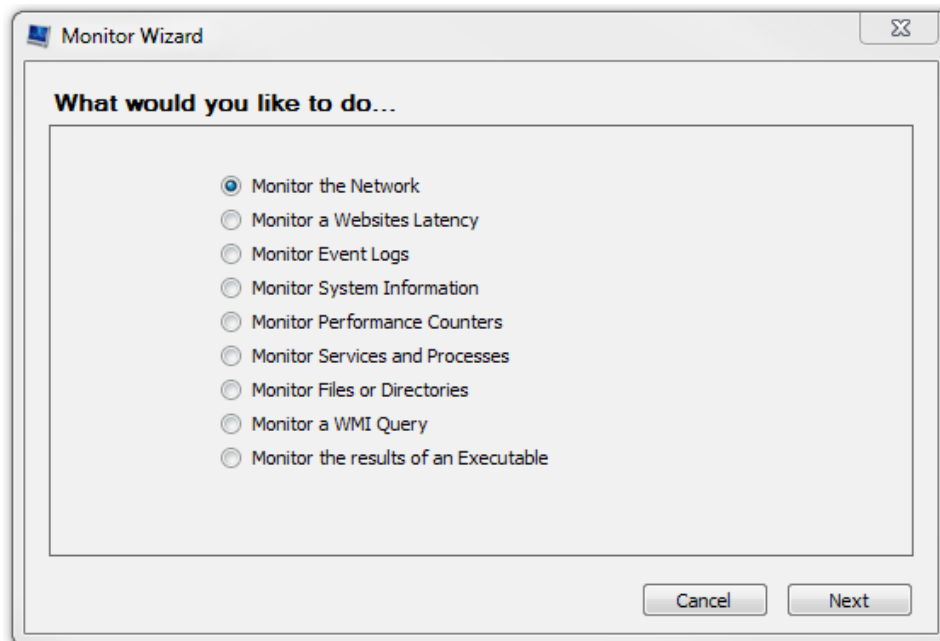 Monitor Wizard
What would you like to do...
Monitor the Network
Monitor a Websites Latency
Monitor Event Logs
Monitor System Information
Monitor Performance Counters
Monitor Services and Processes
Monitor Files or Directories
Monitor a WMI Query
Monitor the results of an Executable
Cancel Next